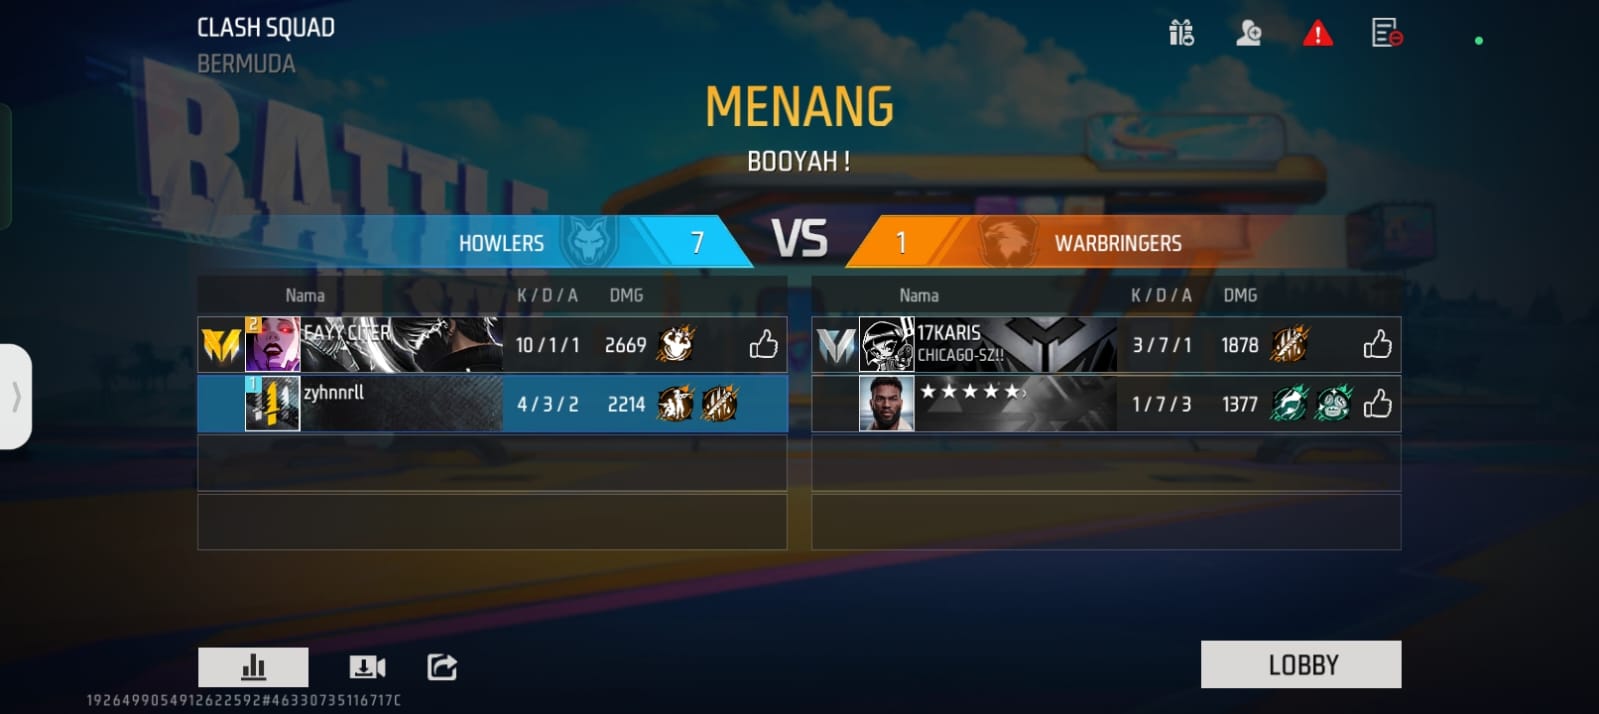 CLASH SQUAD
BERMUDA
MENANG
BOOYAH !
HOWLERS 7 VS 1 WARBRINGERS
Nama K / D / A DMG
2 FAYY CITER 10 / 1 / 1 2669
1 zyhnnrll 4 / 3 / 2 2214
Nama K / D / A DMG
17KARIS 3 / 7 / 1 1878
CHICAGO-SZ!!
★★★★★› 1 / 7 / 3 1377
LOBBY
1926499054912622592#46330735116717C